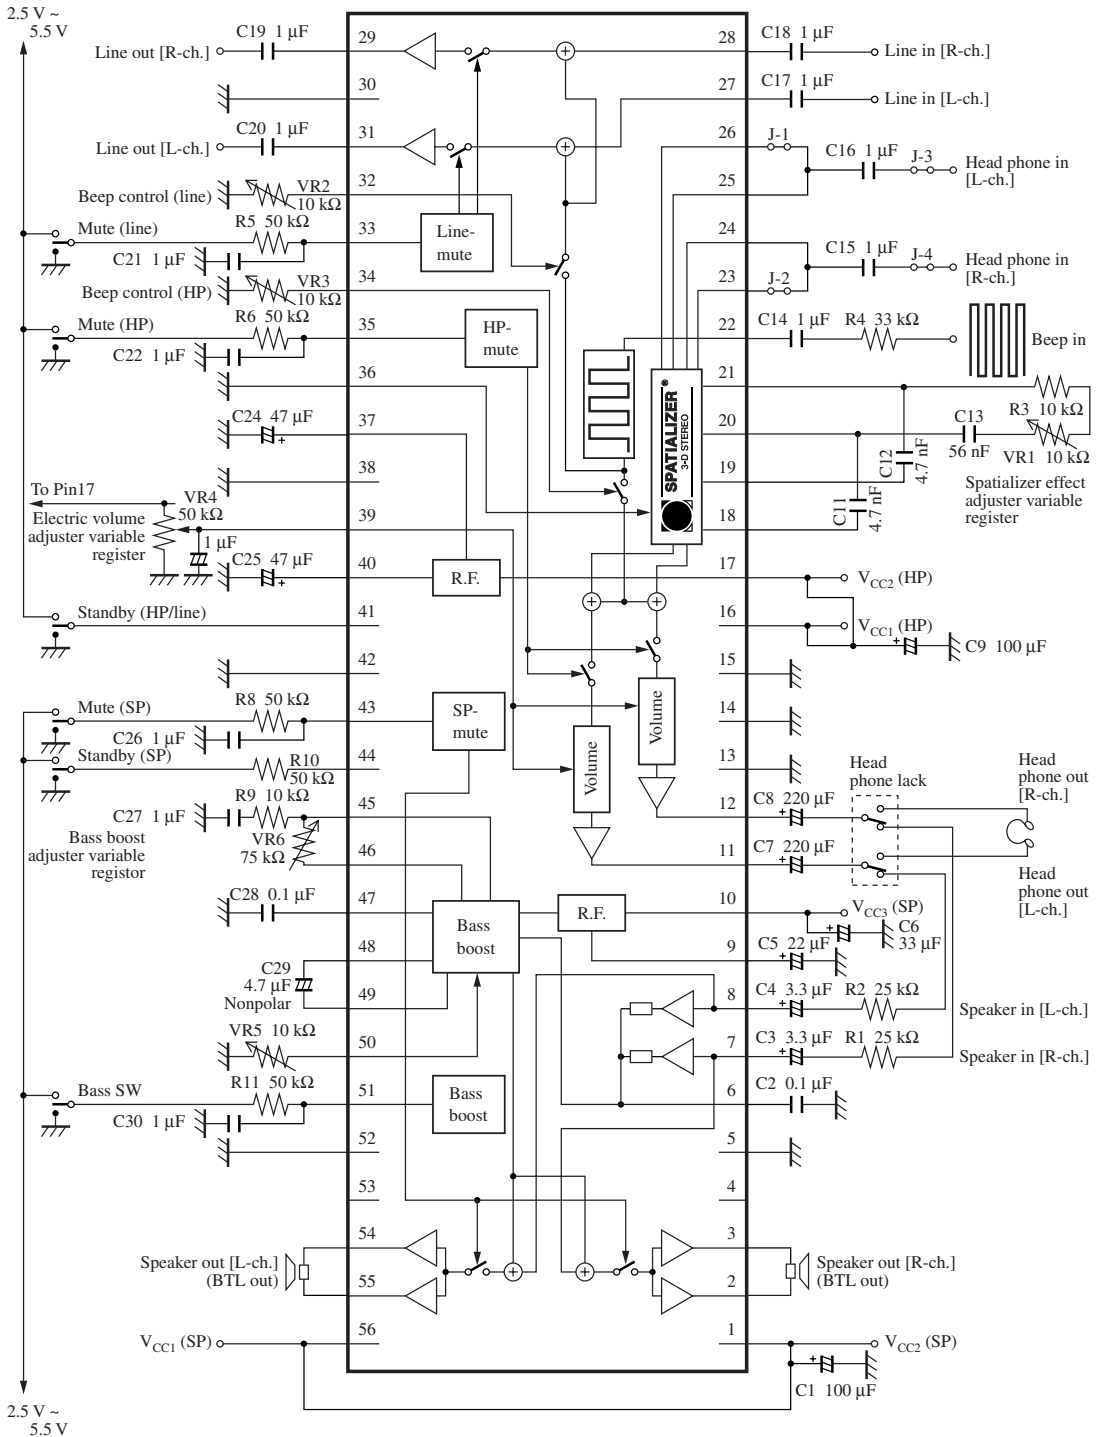 2.5 V ~
5.5 V
C19 1 μF
Line out [R-ch.]
29
28
C18 1 μF
Line in [R-ch.]
30
27
C17 1 μF
Line in [L-ch.]
C20 1 μF
Line out [L-ch.]
31
26
J-1
C16 1 μF
J-3
Head phone in
[L-ch.]
Beep control (line)
VR2
10 kΩ
32
25
Mute (line)
R5 50 kΩ
C21 1 μF
33
Line-
mute
24
C15 1 μF
J-4
Head phone in
[R-ch.]
Beep control (HP)
VR3
10 kΩ
34
23
J-2
Mute (HP)
R6 50 kΩ
C22 1 μF
35
HP-
mute
22
C14 1 μF
R4 33 kΩ
Beep in
36
21
R3 10 kΩ
C24 47 μF
37
SPATIALIZER ®
3-D STEREO
20
C13
56 nF
VR1 10 kΩ
C12
4.7 nF
38
19
C11
4.7 nF
Spatializer effect
adjuster variable
register
To Pin17
VR4
50 kΩ
Electric volume
adjuster variable
register
1 μF
39
18
C25 47 μF
40
R.F.
17
VCC2 (HP)
Standby (HP/line)
41
16
VCC1 (HP)
C9 100 μF
42
15
Mute (SP)
R8 50 kΩ
C26 1 μF
43
SP-
mute
Volume
14
Standby (SP)
R10
50 kΩ
44
Volume
13
Head
phone lack
Head
phone out
[R-ch.]
C27 1 μF
R9 10 kΩ
45
12
C8 220 μF
Bass boost
adjuster variable
registor
VR6
75 kΩ
46
11
C7 220 μF
Head
phone out
[L-ch.]
C28 0.1 μF
47
Bass
boost
R.F.
10
VCC3 (SP)
C6
33 μF
48
9
C5 22 μF
C29
4.7 μF
Nonpolar
49
8
C4 3.3 μF
R2 25 kΩ
Speaker in [L-ch.]
VR5 10 kΩ
50
7
C3 3.3 μF
R1 25 kΩ
Speaker in [R-ch.]
Bass SW
R11 50 kΩ
C30 1 μF
51
Bass
boost
6
C2 0.1 μF
52
5
53
4
54
3
Speaker out [L-ch.]
(BTL out)
Speaker out [R-ch.]
(BTL out)
55
2
VCC1 (SP)
56
1
VCC2 (SP)
C1 100 μF
2.5 V ~
5.5 V